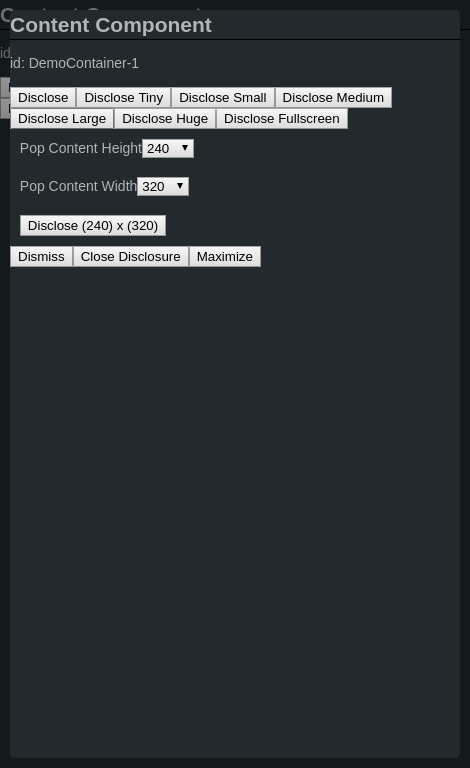 Content Component
id: DemoContainer-1
Disclose Disclose Tiny Disclose Small Disclose Medium
Disclose Large Disclose Huge Disclose Fullscreen
Pop Content Height 240
Pop Content Width 320
Disclose (240) x (320)
Dismiss Close Disclosure Maximize